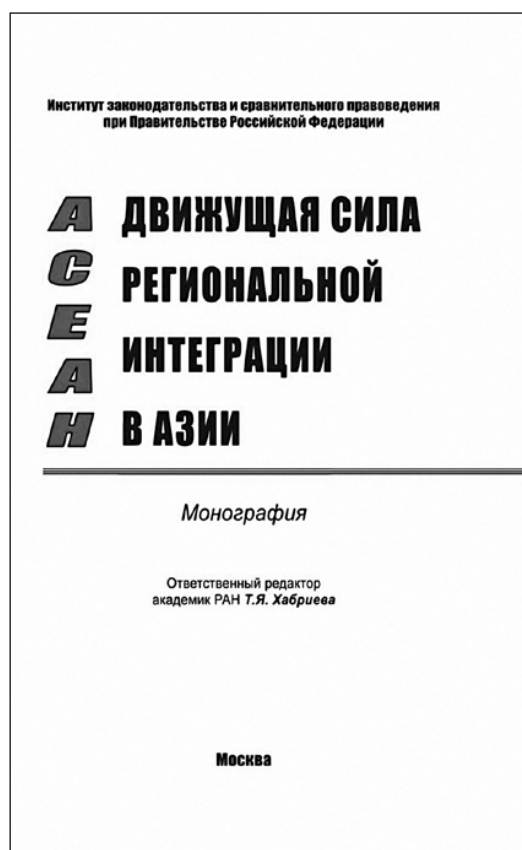 Институт законодательства и сравнительного правоведения
при Правительстве Российской Федерации
АСЕАН
ДВИЖУЩАЯ СИЛА
РЕГИОНАЛЬНОЙ
ИНТЕГРАЦИИ
В АЗИИ
Монография
Ответственный редактор
академик РАН Т.Я. Хабриева
Москва